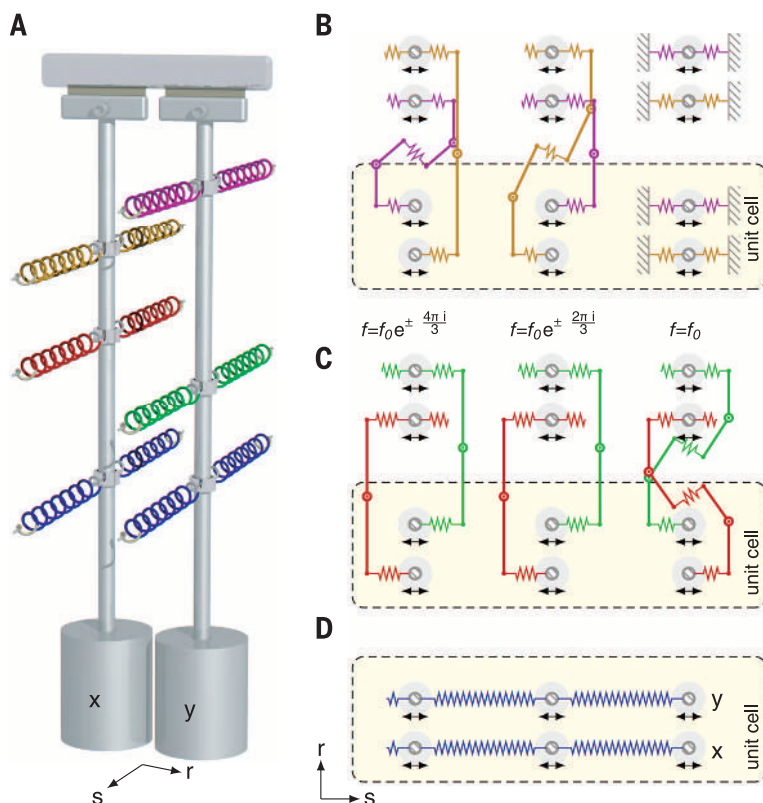 A
B
unit cell
f=f₀e± 4πi/3
f=f₀e± 2πi/3
f=f₀
C
unit cell
D
y
x
unit cell
x
y
s
r
r
s